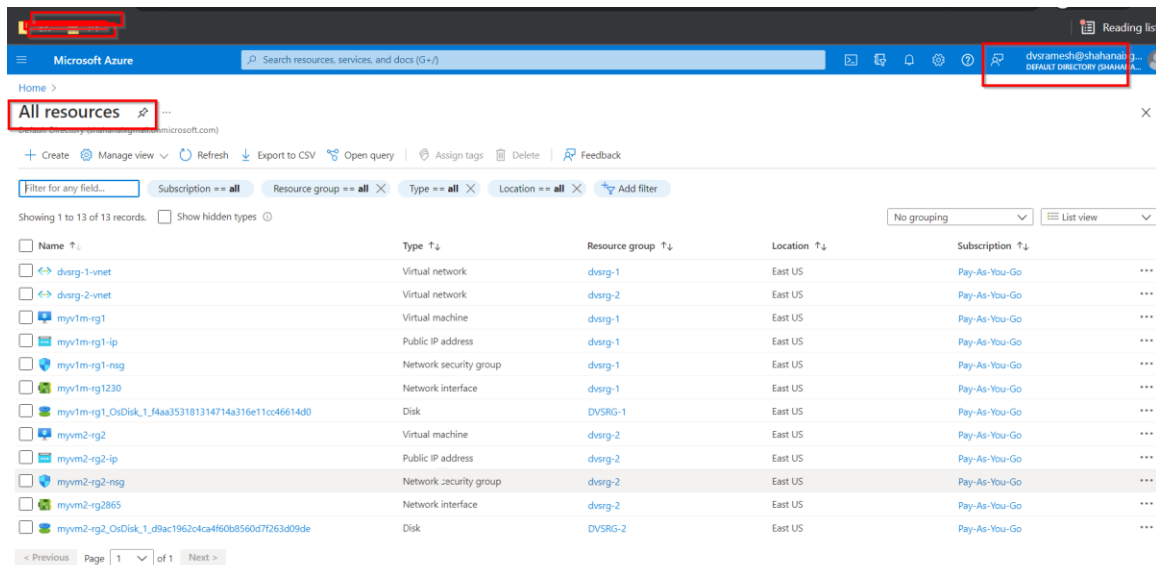 Reading list
Microsoft Azure
Search resources, services, and docs (G+/)
dvsramesh@shahanaixg...
DEFAULT DIRECTORY (SHAHANA...
Home >
All resources ...
Default Directory
Create Manage view Refresh Export to CSV Open query Assign tags Delete Feedback
Filter for any field... Subscription == all Resource group == all Type == all Location == all Add filter
Showing 1 to 13 of 13 records. Show hidden types No grouping List view
Name Type Resource group Location Subscription
dvsrg-1-vnet Virtual network dvsrg-1 East US Pay-As-You-Go ...
dvsrg-2-vnet Virtual network dvsrg-2 East US Pay-As-You-Go ...
myv1m-rg1 Virtual machine dvsrg-1 East US Pay-As-You-Go ...
myv1m-rg1-ip Public IP address dvsrg-1 East US Pay-As-You-Go ...
myv1m-rg1-nsg Network security group dvsrg-1 East US Pay-As-You-Go ...
myv1m-rg1230 Network interface dvsrg-1 East US Pay-As-You-Go ...
myv1m-rg1_OsDisk_1_f4aa353181314714a316e11cc46614d0 Disk DVSRG-1 East US Pay-As-You-Go ...
myvm2-rg2 Virtual machine dvsrg-2 East US Pay-As-You-Go ...
myvm2-rg2-ip Public IP address dvsrg-2 East US Pay-As-You-Go ...
myvm2-rg2-nsg Network security group dvsrg-2 East US Pay-As-You-Go ...
myvm2-rg2865 Network interface dvsrg-2 East US Pay-As-You-Go ...
myvm2-rg2_OsDisk_1_d9ac1962c4ca4f60b8560d7f263d09de Disk DVSRG-2 East US Pay-As-You-Go ...
< Previous Page 1 of 1 Next >